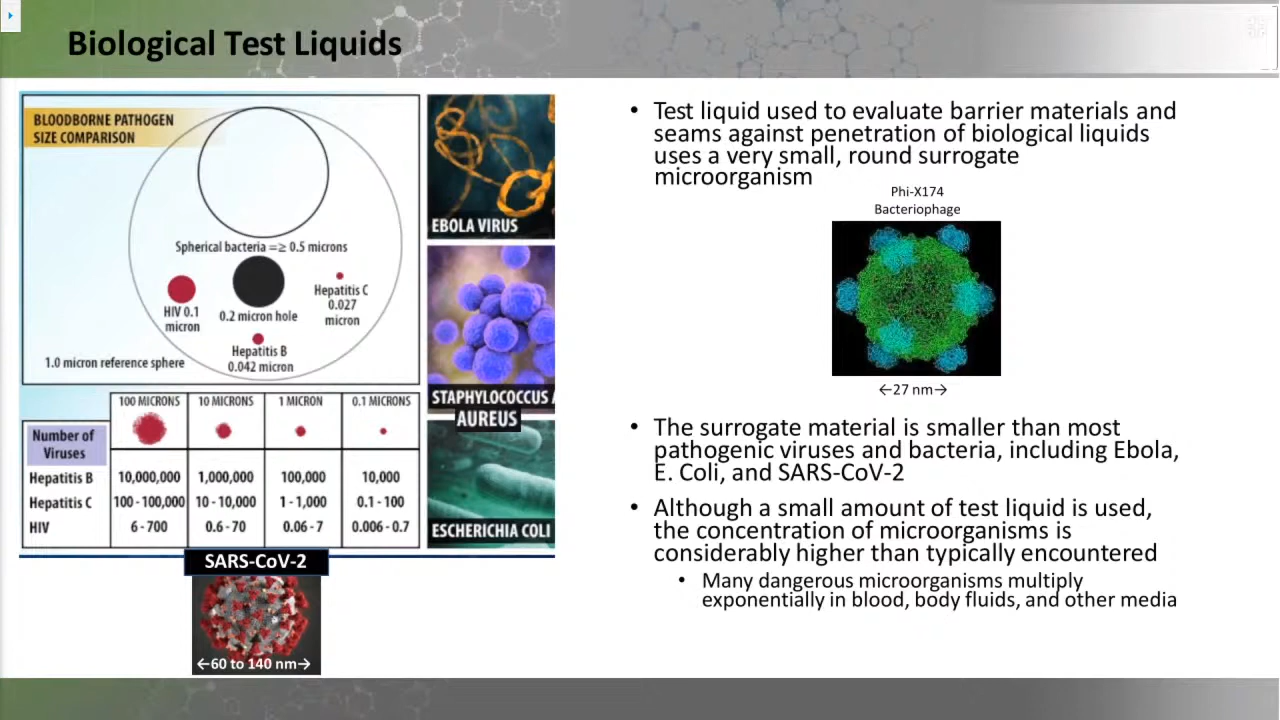 Biological Test Liquids
BLOODBORNE PATHOGEN
SIZE COMPARISON
Spherical bacteria =≥ 0.5 microns
HIV 0.1
micron
0.2 micron hole
Hepatitis C
0.027
micron
Hepatitis B
0.042 micron
1.0 micron reference sphere
EBOLA VIRUS
STAPHYLOCOCCUS A
AUREUS
ESCHERICHIA COLI
100 MICRONS 10 MICRONS 1 MICRON 0.1 MICRONS
Number of
Viruses
Hepatitis B 10,000,000 1,000,000 100,000 10,000
Hepatitis C 100 - 100,000 10 - 10,000 1 - 1,000 0.1 - 100
HIV 6 - 700 0.6 - 70 0.06 - 7 0.006 - 0.7
SARS-CoV-2
←60 to 140 nm→
• Test liquid used to evaluate barrier materials and
seams against penetration of biological liquids
uses a very small, round surrogate
microorganism
Phi-X174
Bacteriophage
←27 nm→
• The surrogate material is smaller than most
pathogenic viruses and bacteria, including Ebola,
E. Coli, and SARS-CoV-2
• Although a small amount of test liquid is used,
the concentration of microorganisms is
considerably higher than typically encountered
• Many dangerous microorganisms multiply
exponentially in blood, body fluids, and other media